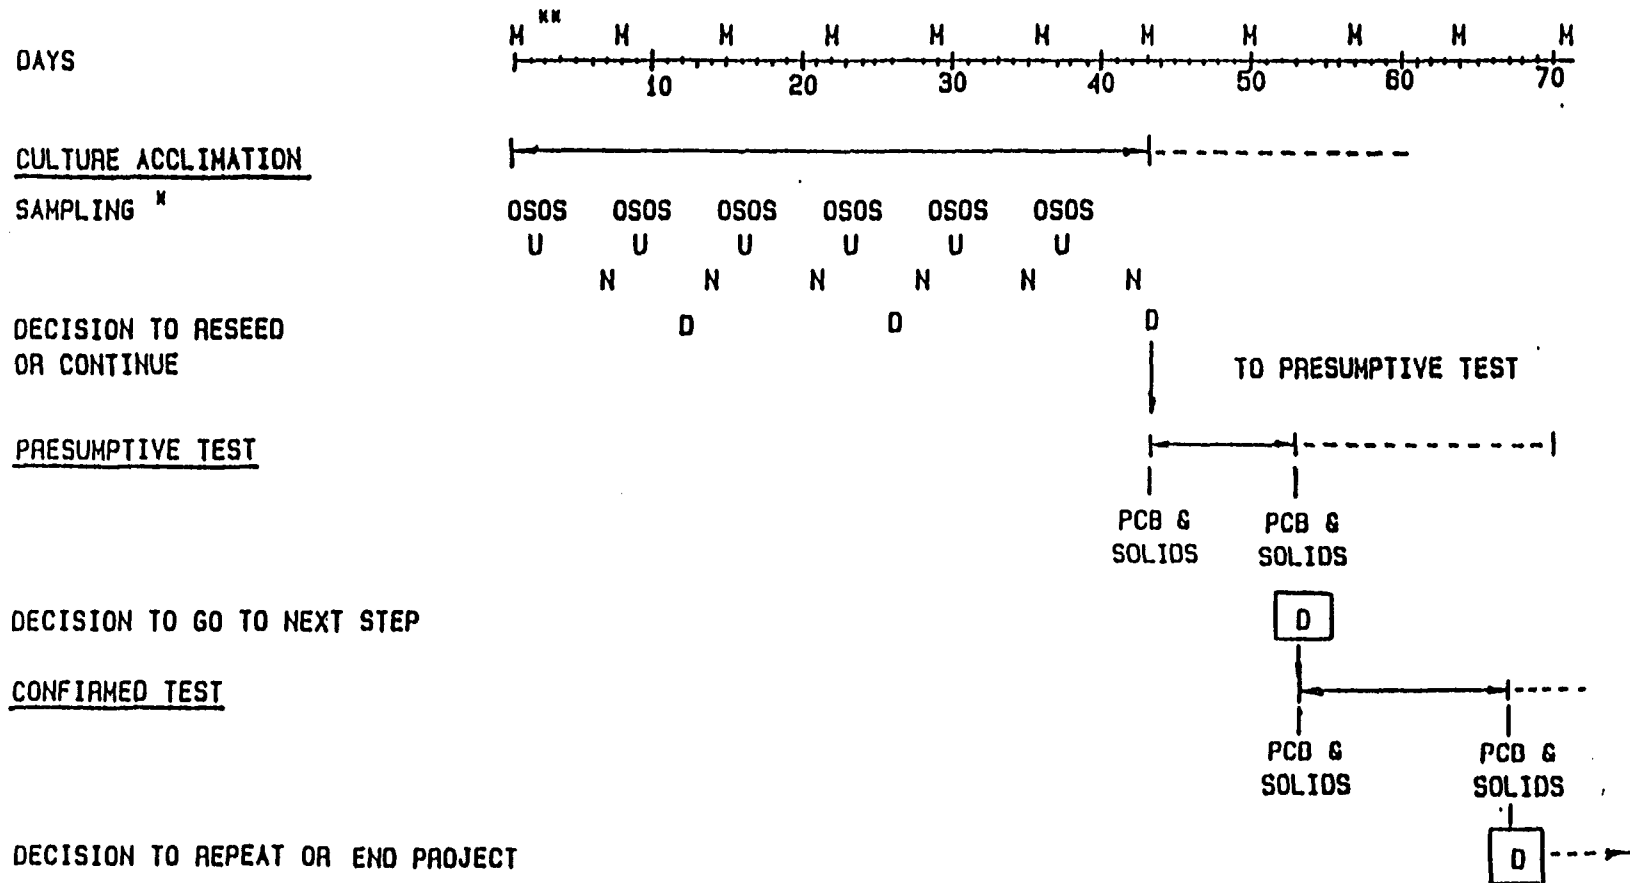 M ** M M M M M M M M M M
DAYS
10 20 30 40 50 60 70
CULTURE ACCLIMATION
SAMPLING * OSOS OSOS OSOS OSOS OSOS OSOS
U U U U U U
N N N N N N
DECISION TO RESEED D D D
OR CONTINUE TO PRESUMPTIVE TEST
PRESUMPTIVE TEST
PCB & PCB &
SOLIDS SOLIDS
DECISION TO GO TO NEXT STEP D
CONFIRMED TEST
PCB & PCB &
SOLIDS SOLIDS
DECISION TO REPEAT OR END PROJECT D